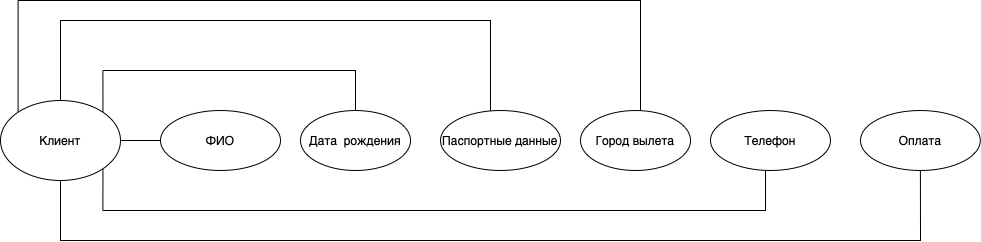 Клиент
ФИО
Дата рождения
Паспортные данные
Город вылета
Телефон
Оплата